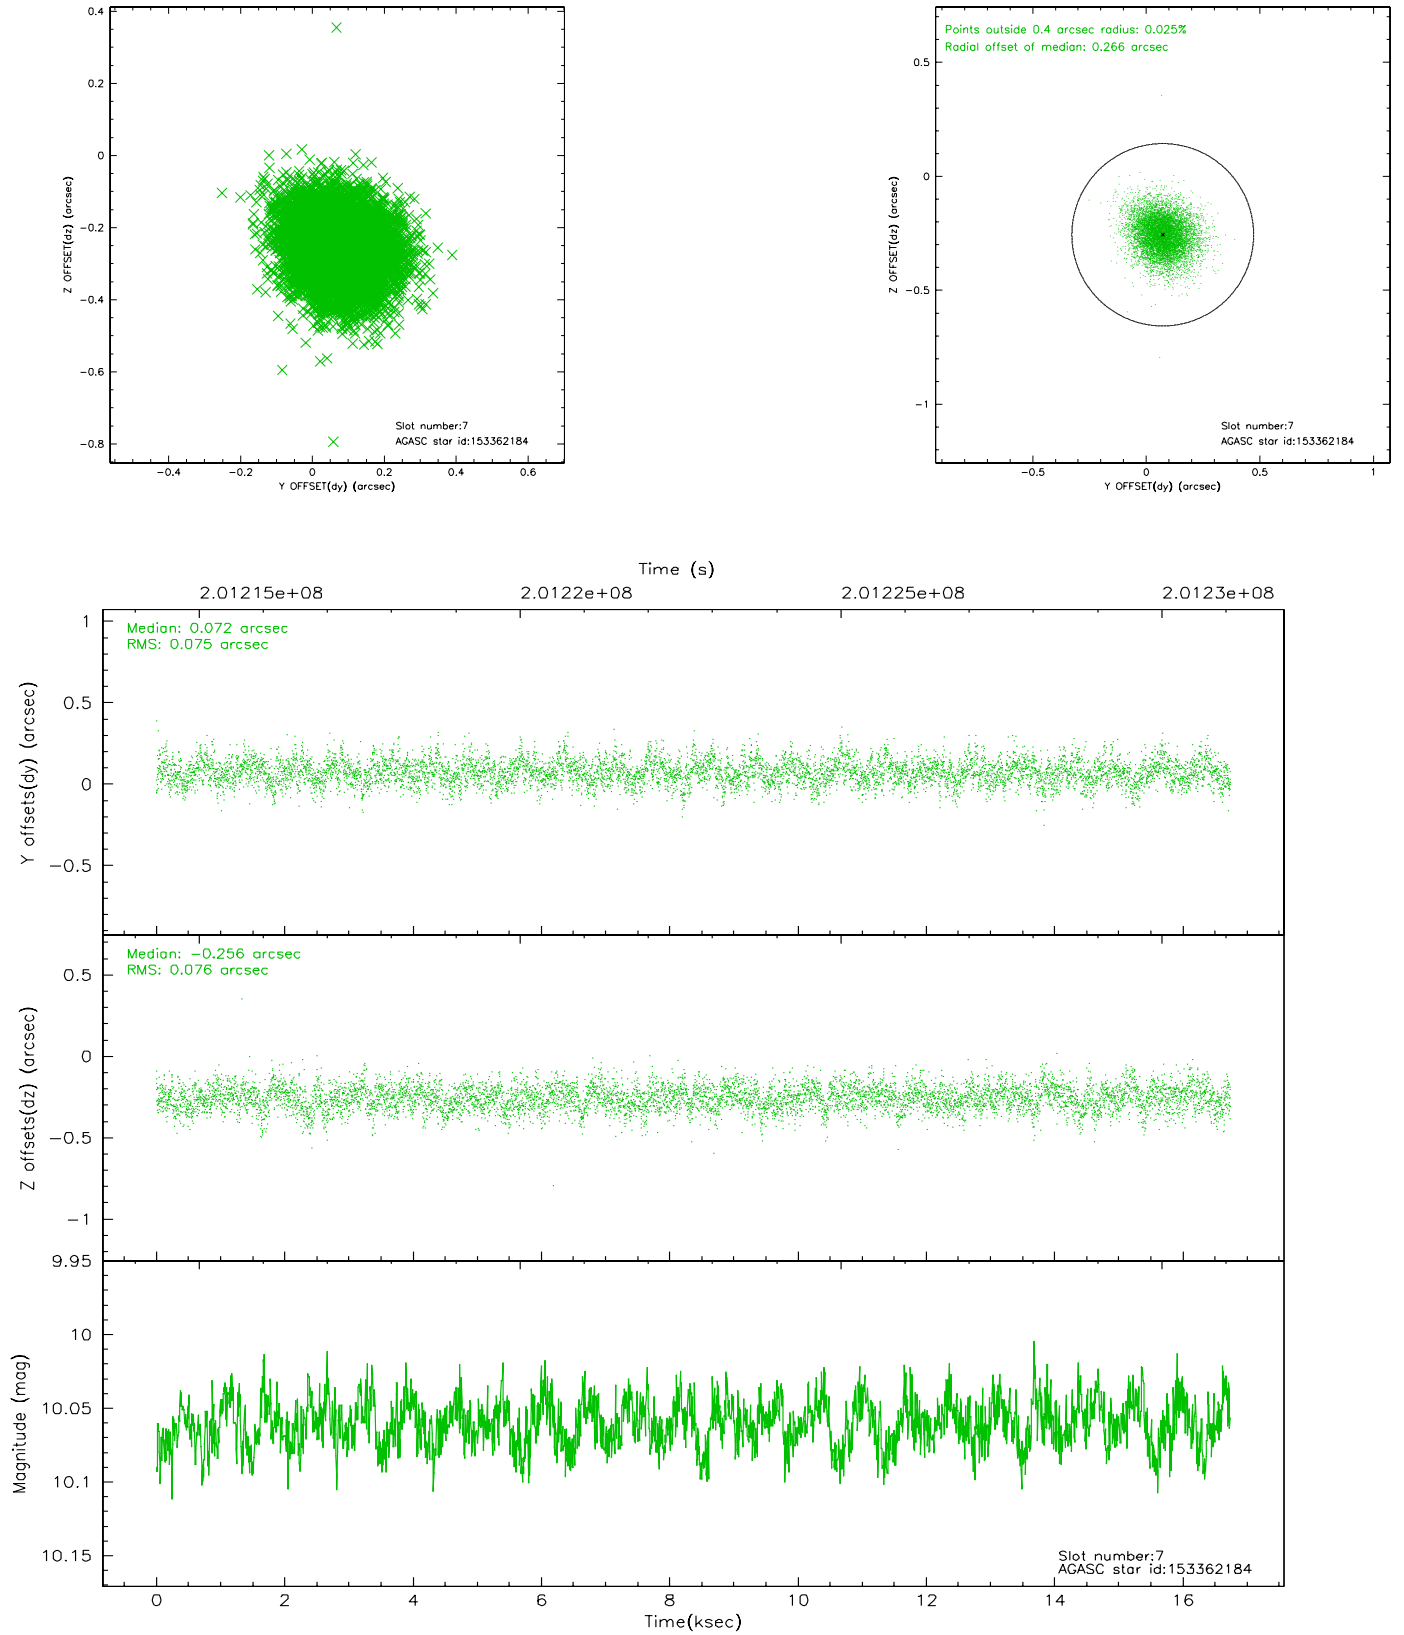 0.4
0.2
0
−0.2
−0.4
−0.6
−0.8
Z OFFSET(dz) (arcsec)
Slot number:7
AGASC star id:153362184
−0.4 −0.2 0 0.2 0.4 0.6
Y OFFSET(dy) (arcsec)
Points outside 0.4 arcsec radius: 0.025%
Radial offset of median: 0.266 arcsec
0.5
0
−0.5
−1
Z OFFSET(dz) (arcsec)
Slot number:7
AGASC star id:153362184
−0.5 0 0.5 1
Y OFFSET(dy) (arcsec)
Time (s)
2.01215e+08 2.0122e+08 2.01225e+08 2.0123e+08
Median: 0.072 arcsec
RMS: 0.075 arcsec
1
0.5
0
−0.5
Y offsets(dy) (arcsec)
Median: −0.256 arcsec
RMS: 0.076 arcsec
0.5
0
−0.5
−1
Z offsets(dz) (arcsec)
9.95
10
10.05
10.1
10.15
Magnitude (mag)
Slot number:7
AGASC star id:153362184
0 2 4 6 8 10 12 14 16
Time(ksec)